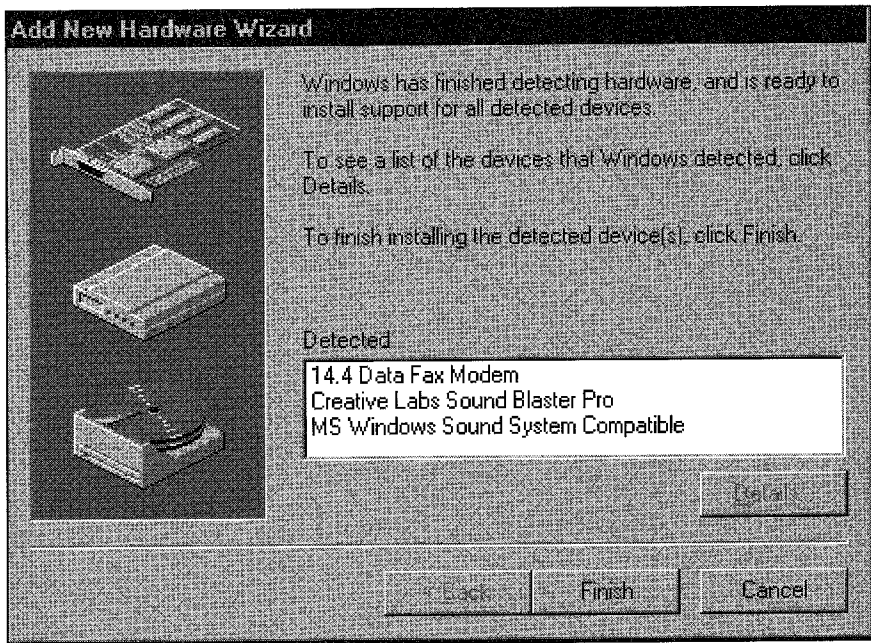 Add New Hardware Wizard
Windows has finished detecting hardware, and is ready to
install support for all detected devices.
To see a list of the devices that Windows detected, click
Details.
To finish installing the detected device(s), click Finish.
Detected
14.4 Data Fax Modem
Creative Labs Sound Blaster Pro
MS Windows Sound System Compatible
Details...
< Back
Finish
Cancel